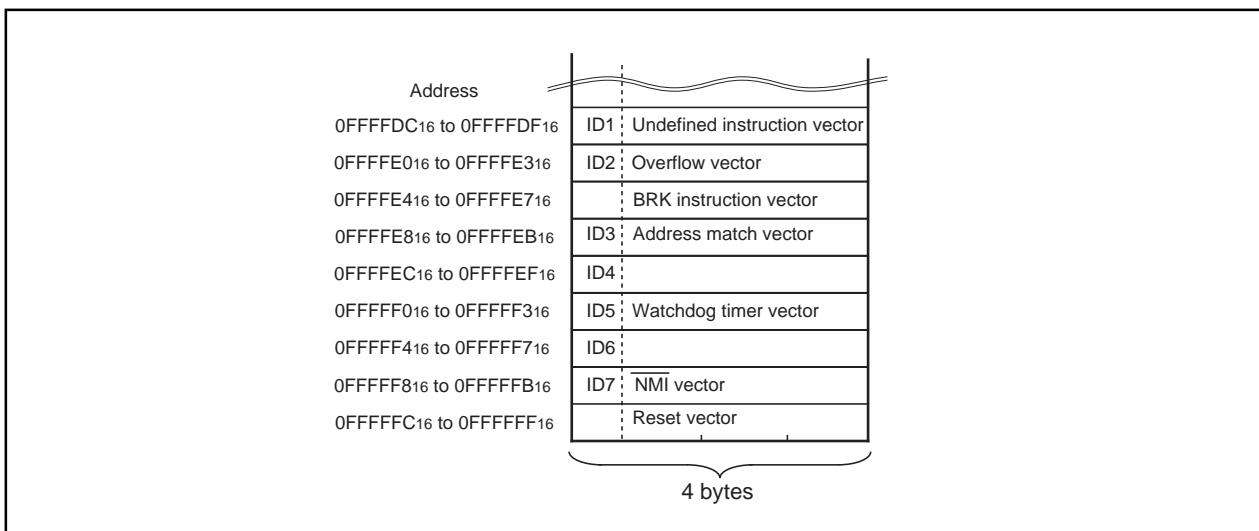 Address
0FFFFDC16 to 0FFFFDF16 ID1 Undefined instruction vector
0FFFFE016 to 0FFFFE316 ID2 Overflow vector
0FFFFE416 to 0FFFFE716 BRK instruction vector
0FFFFE816 to 0FFFFEB16 ID3 Address match vector
0FFFFEC16 to 0FFFFEF16 ID4
0FFFFF016 to 0FFFFF316 ID5 Watchdog timer vector
0FFFFF416 to 0FFFFF716 ID6
0FFFFF816 to 0FFFFFB16 ID7 NMI vector
0FFFFFC16 to 0FFFFFF16 Reset vector
4 bytes